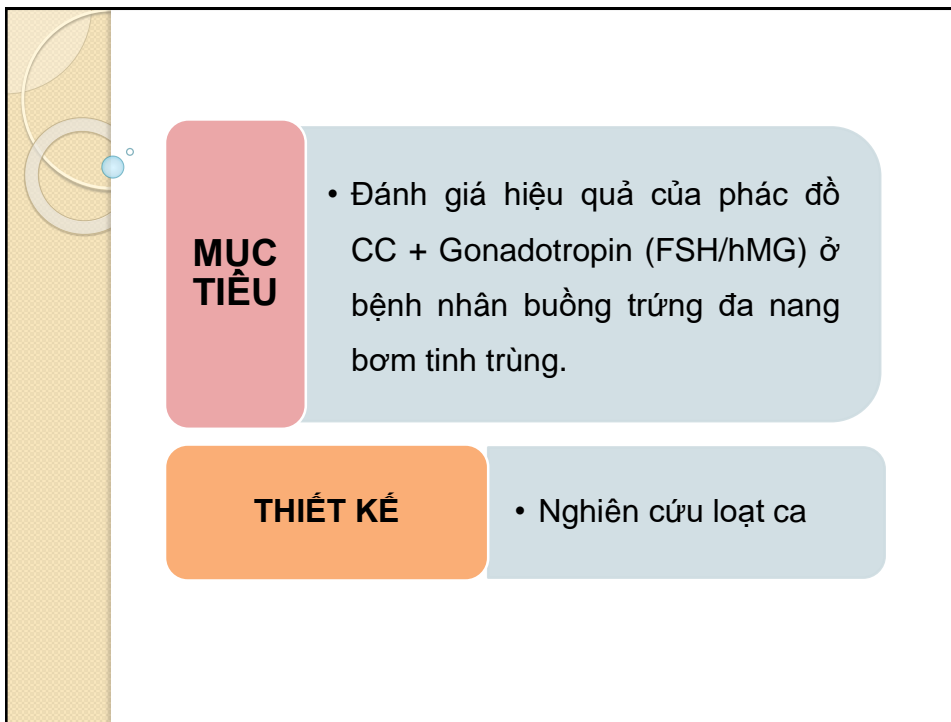 MỤC
TIÊU
• Đánh giá hiệu quả của phác đồ
CC + Gonadotropin (FSH/hMG) ở
bệnh nhân buồng trứng đa nang
bơm tinh trùng.
THIẾT KẾ
• Nghiên cứu loạt ca